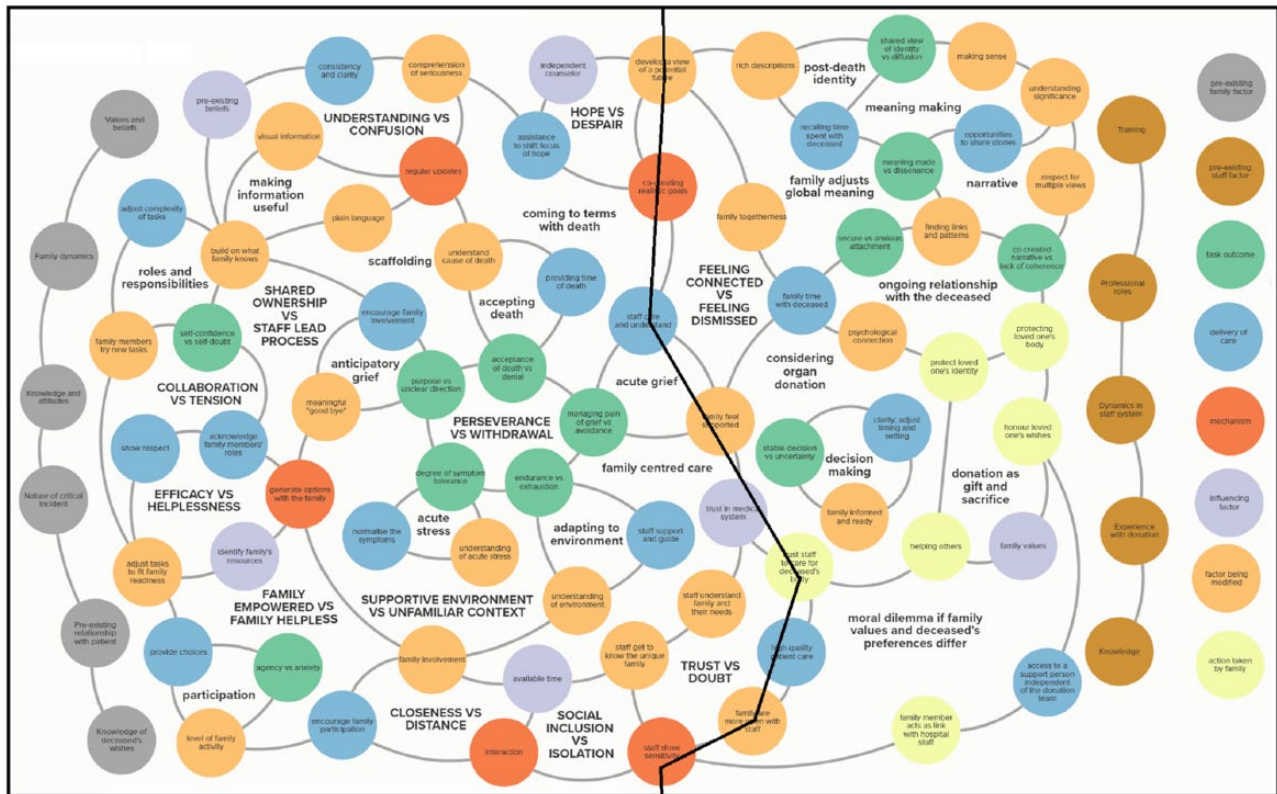 consistency
and clarity
comprehension
of seriousness
independent
counselor
develop a view
of a potential
future
rich descriptions
post-death
identity
shared view
of identity
vs diffusion
making sense
pre-existing
family factor
pre-existing
beliefs
UNDERSTANDING VS
CONFUSION
HOPE VS
DESPAIR
meaning making
understanding
significance
Values and
beliefs
visual information
assistance
to shift focus
of hope
recalling time
spent with
deceased
opportunities
to share stories
Training
regular updates
co-creating
realistic goals
meaning made
vs dissonance
family adjusts
global meaning
narrative
respect for
multiple views
pre-existing
staff factor
making
information
useful
adjust complexity
of tasks
plain language
coming to terms
with death
family togetherness
finding links
and patterns
secure vs anxious
attachment
co-created
narrative vs
lack of coherence
Family dynamics
build on what
family knows
understand
cause of death
scaffolding
task outcome
roles and
responsibilities
providing time
of death
FEELING
CONNECTED
VS
FEELING
DISMISSED
family time
with deceased
ongoing relationship
with the deceased
Professional
roles
SHARED
OWNERSHIP
VS
STAFF LEAD
PROCESS
encourage family
involvement
accepting
death
staff care
and understand
psychological
connection
protecting
loved one's
body
delivery of
care
family members
try new tasks
self-confidence
vs self-doubt
anticipatory
grief
acceptance
of death vs
denial
acute grief
considering
organ
donation
protect loved
one's identity
Knowledge and
attitudes
COLLABORATION
VS TENSION
purpose vs
unclear direction
meaningful
"good bye"
PERSEVERANCE
VS WITHDRAWAL
managing pain
of grief vs
avoidance
family feel
supported
clarity; adjust
timing and
setting
honour loved
one's wishes
Dynamics in
staff system
mechanism
show respect
acknowledge
family members'
roles
family centred care
stable decision
vs uncertainty
decision
making
Nature of critical
incident
EFFICACY VS
HELPLESSNESS
generate options
with the family
degree of symptom
tolerance
endurance vs
exhaustion
trust in medical
system
family informed
and ready
donation as
gift and
sacrifice
influencing
factor
normalise the
symptoms
acute
stress
understanding
of acute stress
adapting to
environment
staff support
and guide
trust staff
to care for
deceased's
body
helping others
family values
Experience
with donation
identify family's
resources
adjust tasks
to fit family
readiness
FAMILY
EMPOWERED VS
FAMILY HELPLESS
SUPPORTIVE ENVIRONMENT
VS UNFAMILIAR CONTEXT
understanding
of environment
staff understand
family and
their needs
moral dilemma if family
values and deceased's
preferences differ
factor being
modified
Pre-existing
relationship
with patient
provide choices
agency vs anxiety
family involvement
available time
staff get to
know the unique
family
TRUST VS
DOUBT
high quality
patient care
Knowledge
action taken
by family
participation
access to a
support person
independent
of the donation
team
Knowledge of
deceased's
wishes
level of family
activity
encourage family
participation
CLOSENESS VS
DISTANCE
interaction
SOCIAL
INCLUSION
VS
ISOLATION
staff show
sensitivity
family are
more open with
staff
family member
acts as link
with hospital
staff